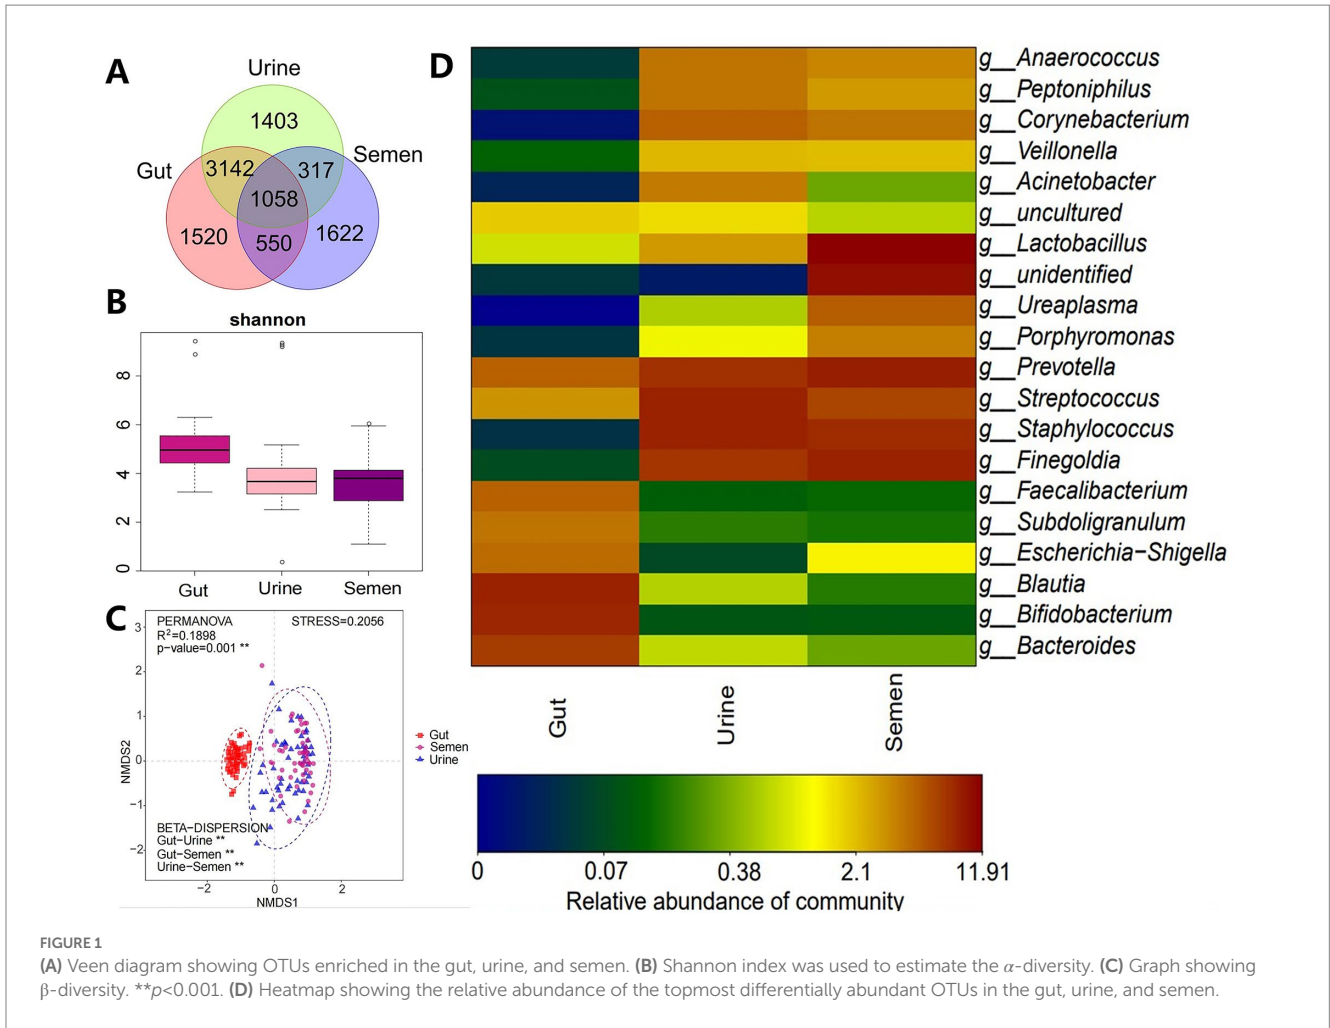 (A)
Urine
1403
Gut
Semen
3142
317
1058
1520
550
1622
(B)
shannon
8
6
4
2
0
Gut
Urine
Semen
(C)
PERMANOVA
R²=0.1898
p-value=0.001 **
STRESS=0.2056
3
2
1
0
−1
−2
NMDS2
BETA-DISPERSION
Gut-Urine **
Gut-Semen **
Urine-Semen **
−2
0
2
NMDS1
Gut
Semen
Urine
(D)
g__Anaerococcus
g__Peptoniphilus
g__Corynebacterium
g__Veillonella
g__Acinetobacter
g__uncultured
g__Lactobacillus
g__unidentified
g__Ureaplasma
g__Porphyromonas
g__Prevotella
g__Streptococcus
g__Staphylococcus
g__Finegoldia
g__Faecalibacterium
g__Subdoligranulum
g__Escherichia−Shigella
g__Blautia
g__Bifidobacterium
g__Bacteroides
Gut
Urine
Semen
0
0.07
0.38
2.1
11.91
Relative abundance of community
FIGURE 1
(A) Veen diagram showing OTUs enriched in the gut, urine, and semen. (B) Shannon index was used to estimate the α-diversity. (C) Graph showing
β-diversity. **p<0.001. (D) Heatmap showing the relative abundance of the topmost differentially abundant OTUs in the gut, urine, and semen.